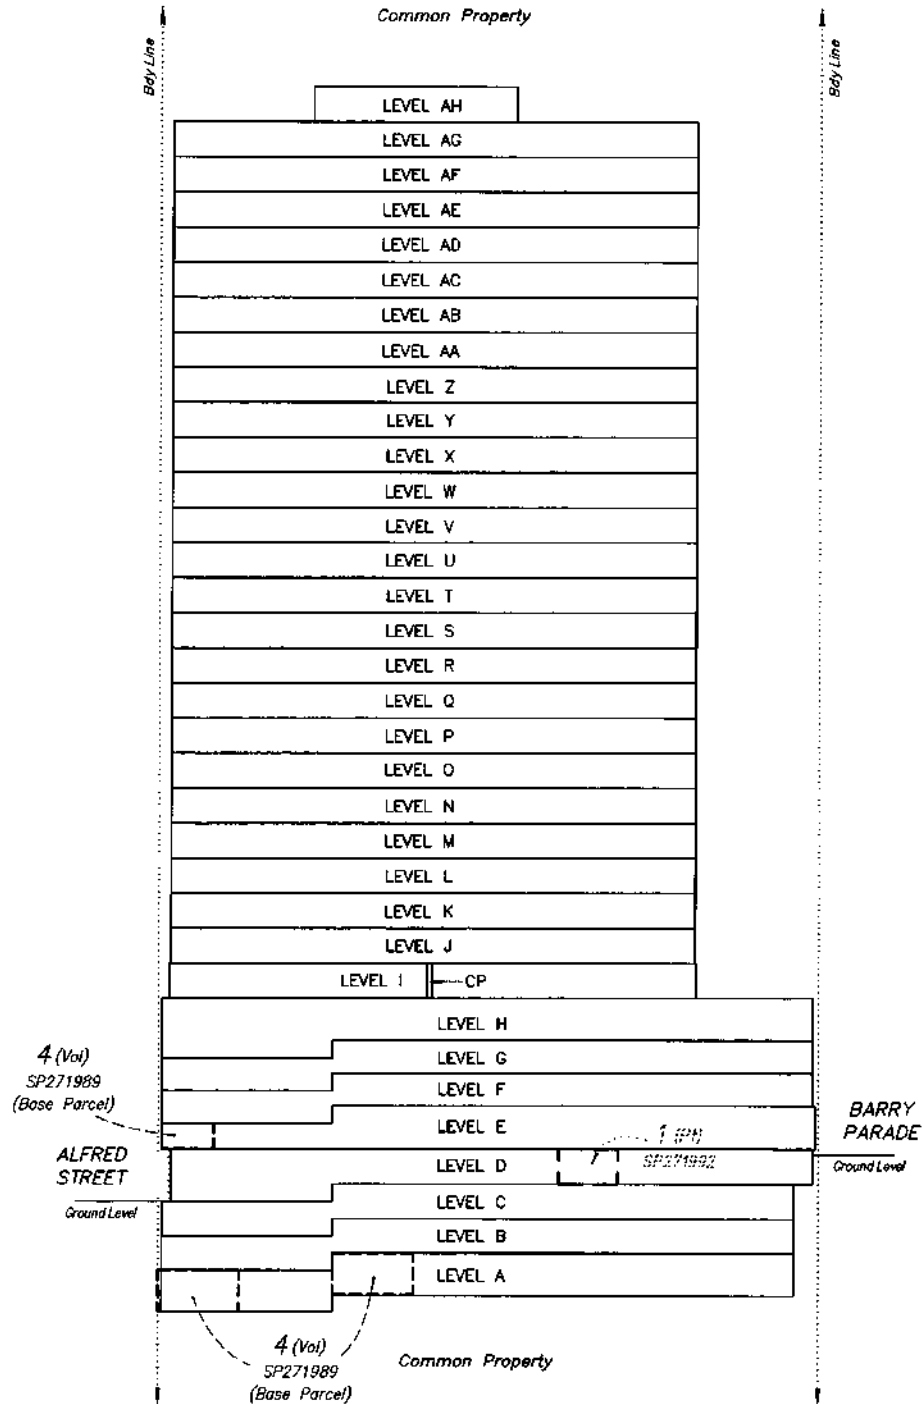 Common Property
Bdy Line
Bdy Line
LEVEL AH
LEVEL AG
LEVEL AF
LEVEL AE
LEVEL AD
LEVEL AC
LEVEL AB
LEVEL AA
LEVEL Z
LEVEL Y
LEVEL X
LEVEL W
LEVEL V
LEVEL U
LEVEL T
LEVEL S
LEVEL R
LEVEL Q
LEVEL P
LEVEL O
LEVEL N
LEVEL M
LEVEL L
LEVEL K
LEVEL J
LEVEL I
CP
LEVEL H
LEVEL G
LEVEL F
LEVEL E
LEVEL D
LEVEL C
LEVEL B
LEVEL A
4 (Vol)
SP271989
(Base Parcel)
ALFRED
STREET
Ground Level
1 (Pt)
SP271992
BARRY
PARADE
Ground Level
4 (Vol)
SP271989
(Base Parcel)
Common Property